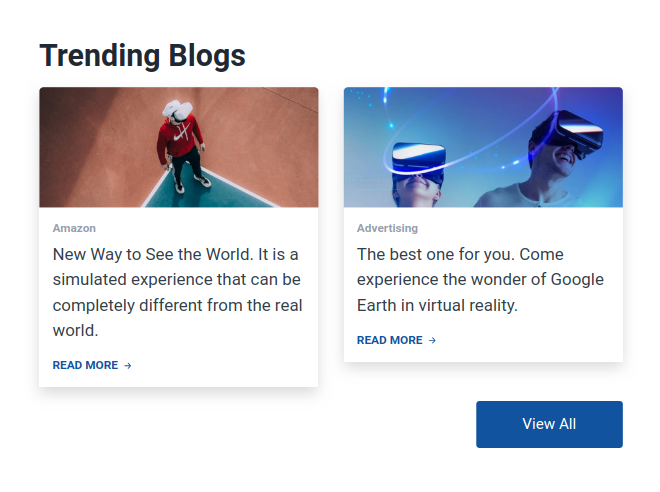 Trending Blogs
Amazon
New Way to See the World. It is a
simulated experience that can be
completely different from the real
world.
READ MORE →
Advertising
The best one for you. Come
experience the wonder of Google
Earth in virtual reality.
READ MORE →
View All